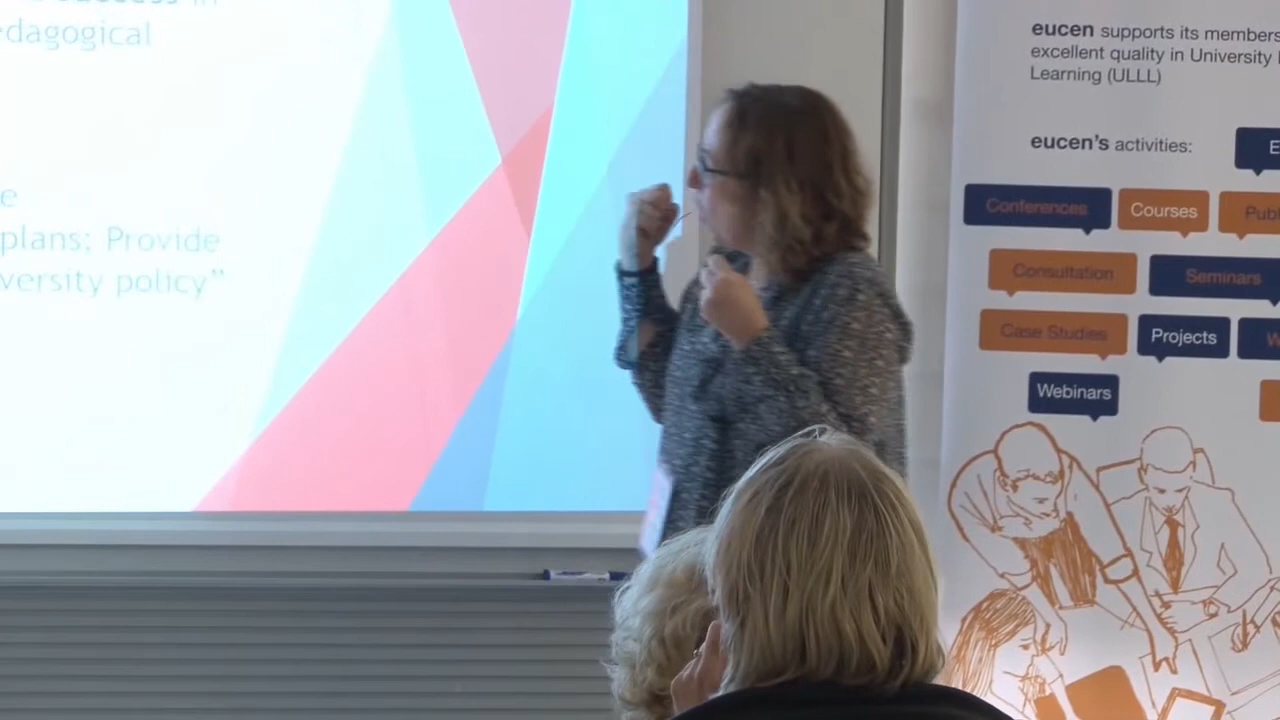 edagogical
e
plans: Provide
versity policy"
eucen supports its members
excellent quality in University
Learning (ULLL)
eucen's activities:
E
Conferences
Courses
Publ
Consultation
Seminars
Case Studies
Projects
W
Webinars